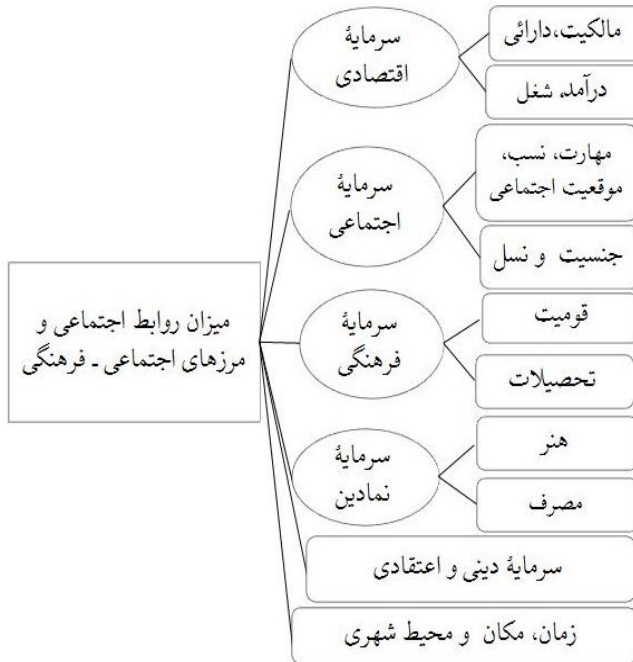 مالکیت،دارائی
سرمایهٔ
اقتصادی
درآمد، شغل
مهارت، نسب،
موقعیت اجتماعی
سرمایهٔ
اجتماعی
جنسیت و نسل
میزان روابط اجتماعی و
مرزهای اجتماعی ـ فرهنگی
قومیت
سرمایهٔ
فرهنگی
تحصیلات
هنر
سرمایهٔ
نمادین
مصرف
سرمایهٔ دینی و اعتقادی
زمان، مکان و محیط شهری